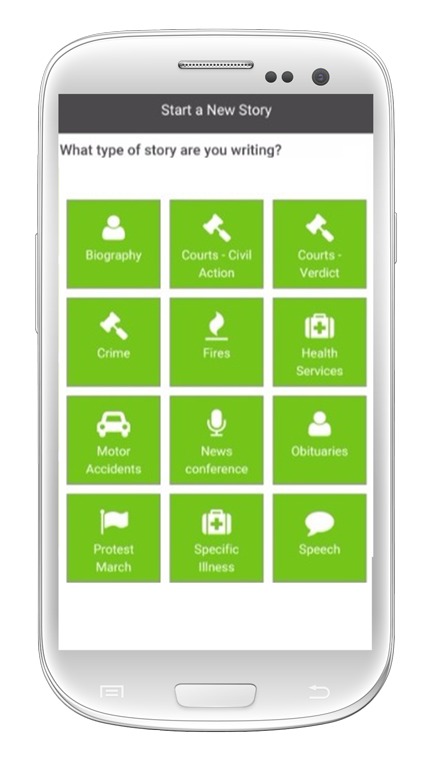 Start a New Story
What type of story are you writing?
Biography
Courts - Civil
Action
Courts -
Verdict
Crime
Fires
Health
Services
Motor
Accidents
News
conference
Obituaries
Protest
March
Specific
Illness
Speech